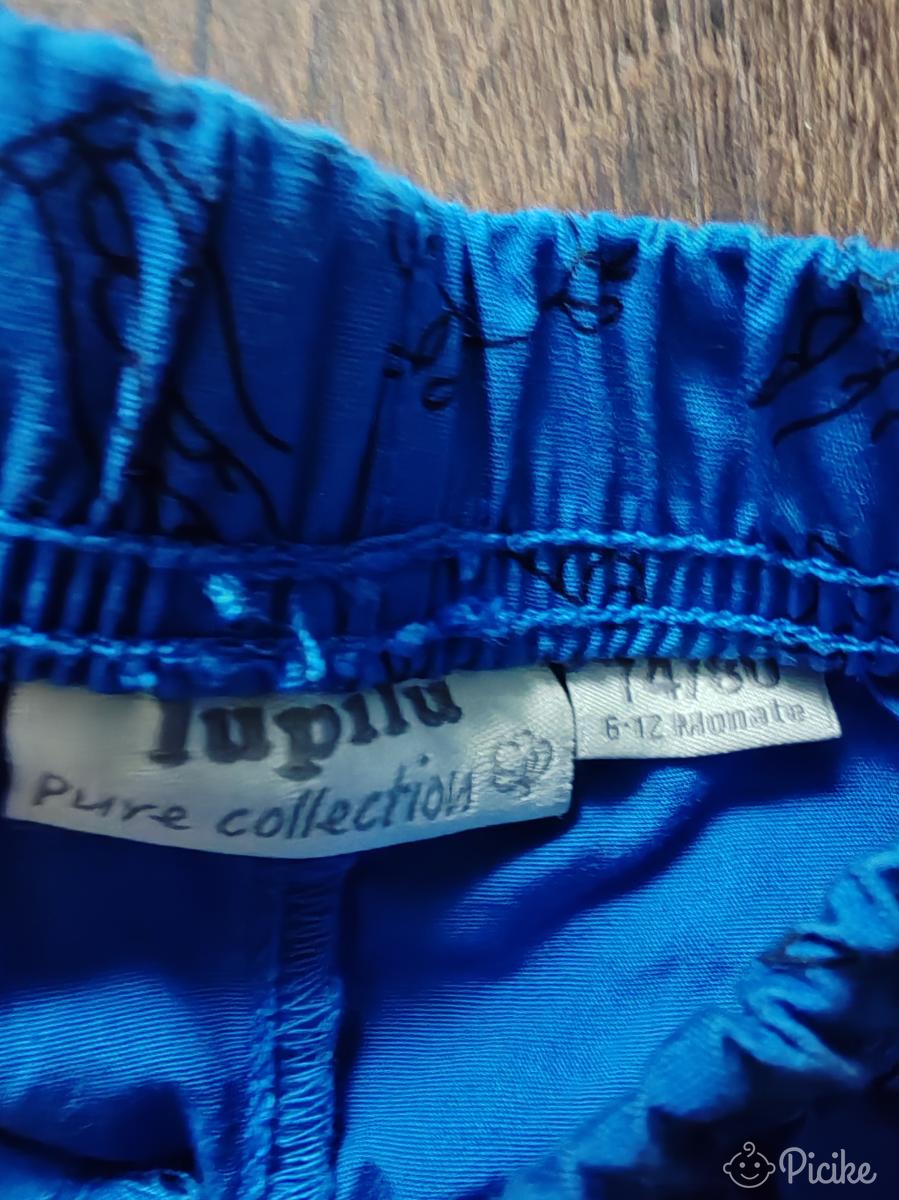 lupilu
pure collection
74/80
6-12 Monate
Picike